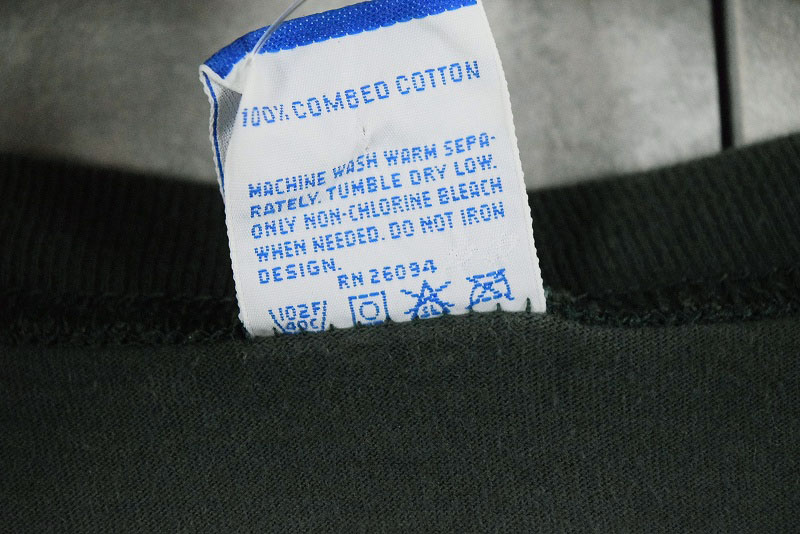 100% COMBED COTTON
MACHINE WASH WARM SEPA-
RATELY. TUMBLE DRY LOW.
ONLY NON-CHLORINE BLEACH
WHEN NEEDED. DO NOT IRON
DESIGN.
RN 26094
102F
40C